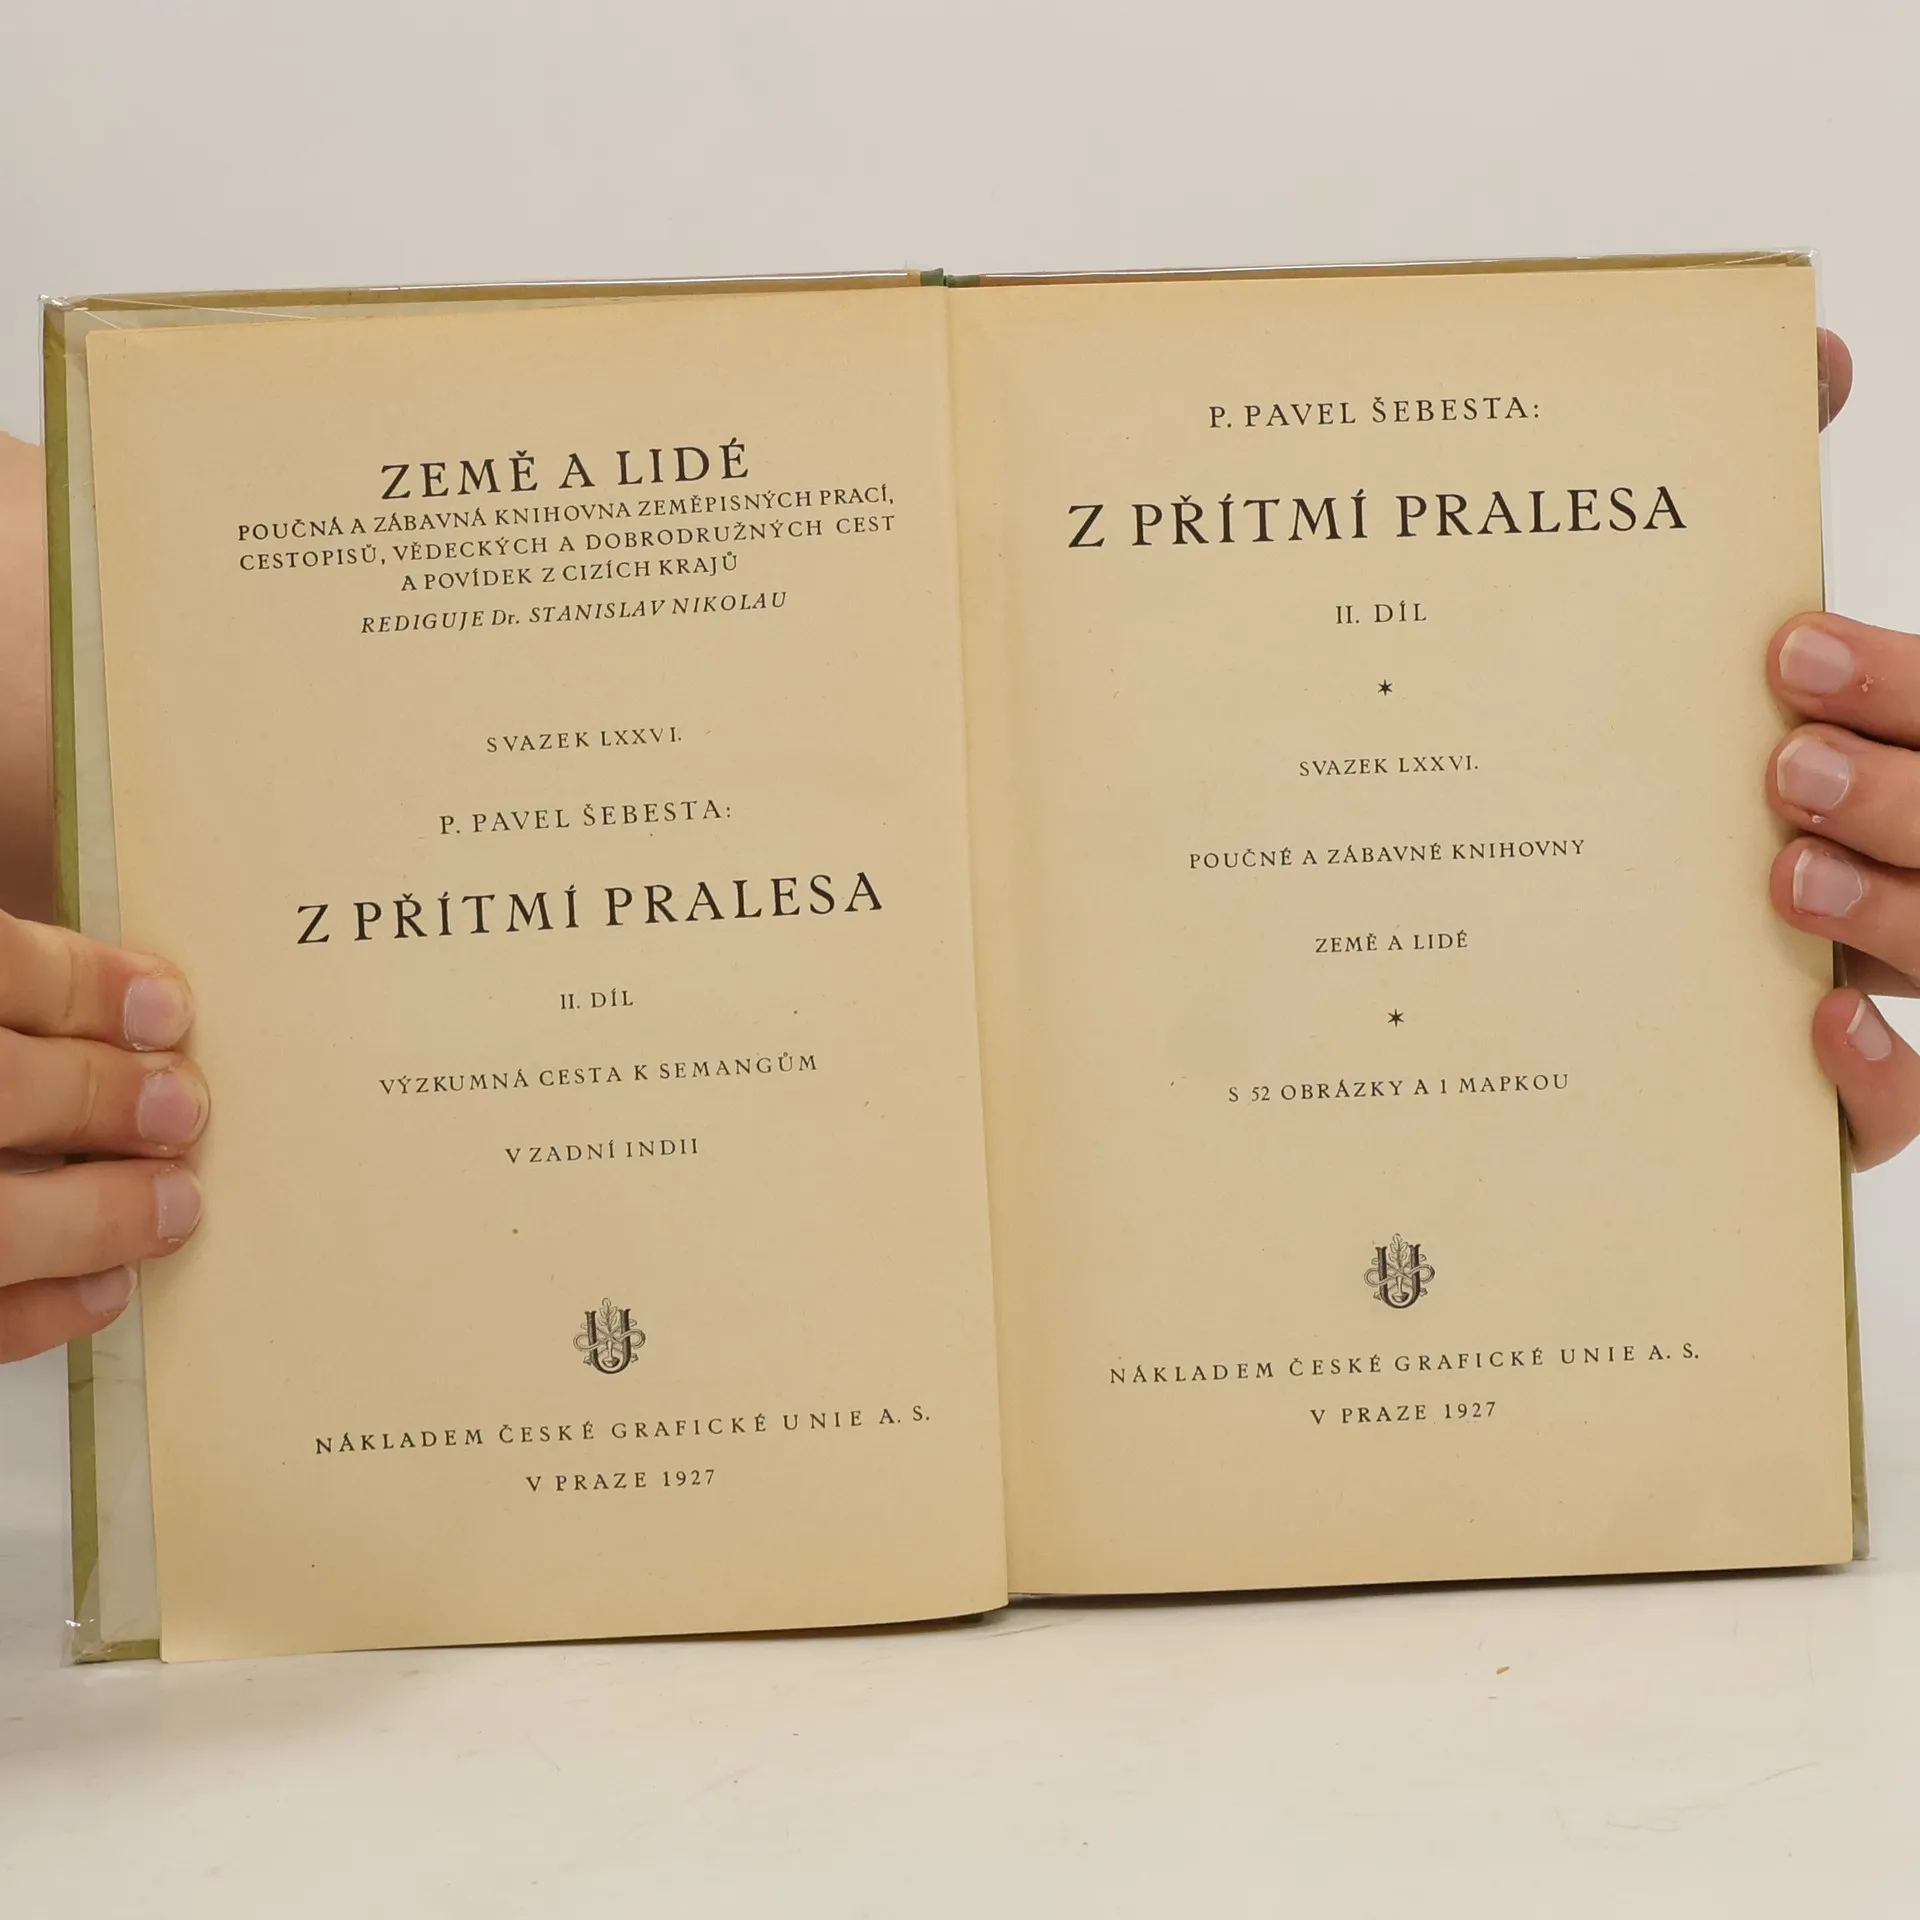 ZEMĚ A LIDÉ
POUČNÁ A ZÁBAVNÁ KNIHOVNA ZEMĚPISNÝCH PRACÍ,
CESTOPISŮ, VĚDECKÝCH A DOBRODRUŽNÝCH CEST
A POVÍDEK Z CIZÍCH KRAJŮ
REDIGUJE Dr. STANISLAV NIKOLAU
SVAZEK LXXVI.
P. PAVEL ŠEBESTA:
Z PŘÍTMÍ PRALESA
II. DÍL
VÝZKUMNÁ CESTA K SEMANGŮM
V ZADNÍ INDII
U
NÁKLADEM ČESKÉ GRAFICKÉ UNIE A. S.
V PRAZE 1927
P. PAVEL ŠEBESTA:
Z PŘÍTMÍ PRALESA
II. DÍL
*
SVAZEK LXXVI.
POUČNÉ A ZÁBAVNÉ KNIHOVNY
ZEMĚ A LIDÉ
*
S 52 OBRÁZKY A 1 MAPKOU
U
NÁKLADEM ČESKÉ GRAFICKÉ UNIE A. S.
V PRAZE 1927